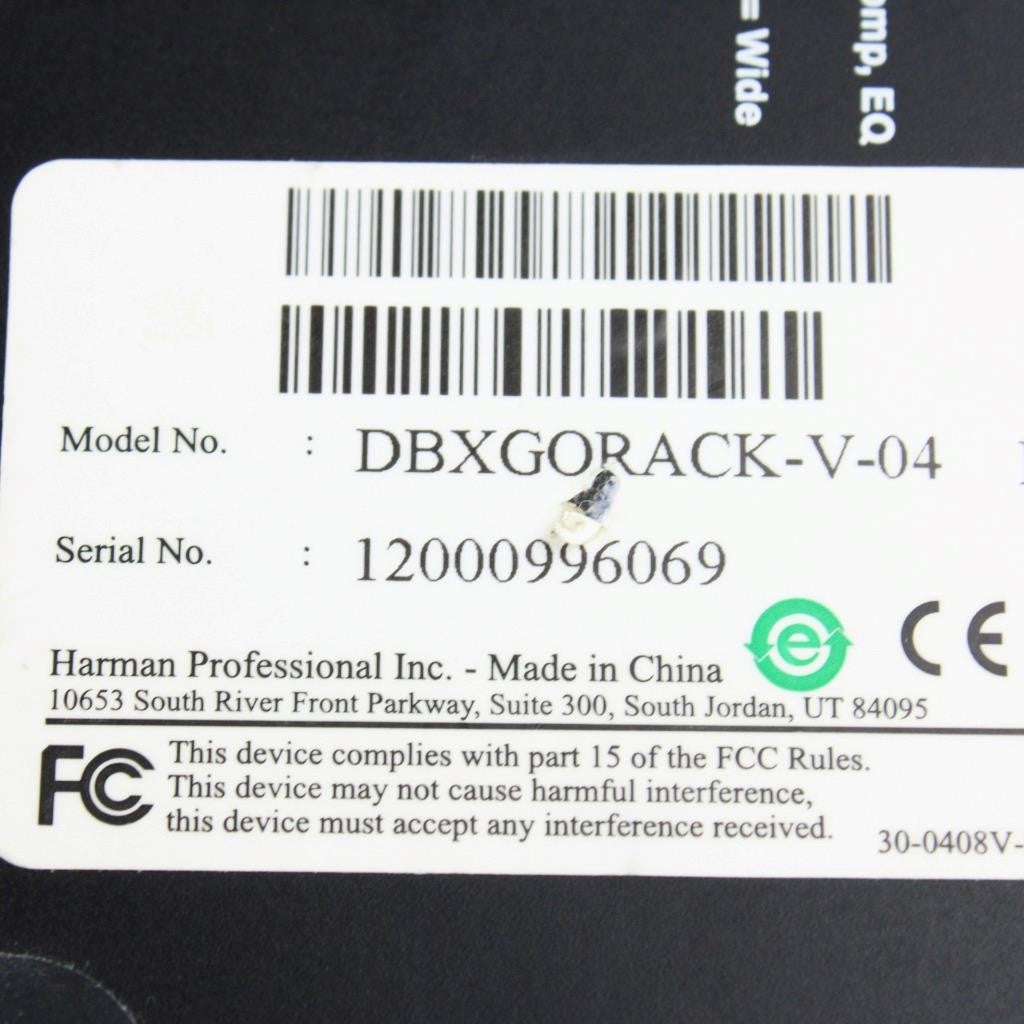 = Wide
omp, EQ
Model No. : DBXGORACK-V-04
Serial No. : 12000996069
e
CE
Harman Professional Inc. - Made in China
10653 South River Front Parkway, Suite 300, South Jordan, UT 84095
FC
This device complies with part 15 of the FCC Rules.
This device may not cause harmful interference,
this device must accept any interference received.
30-0408V-